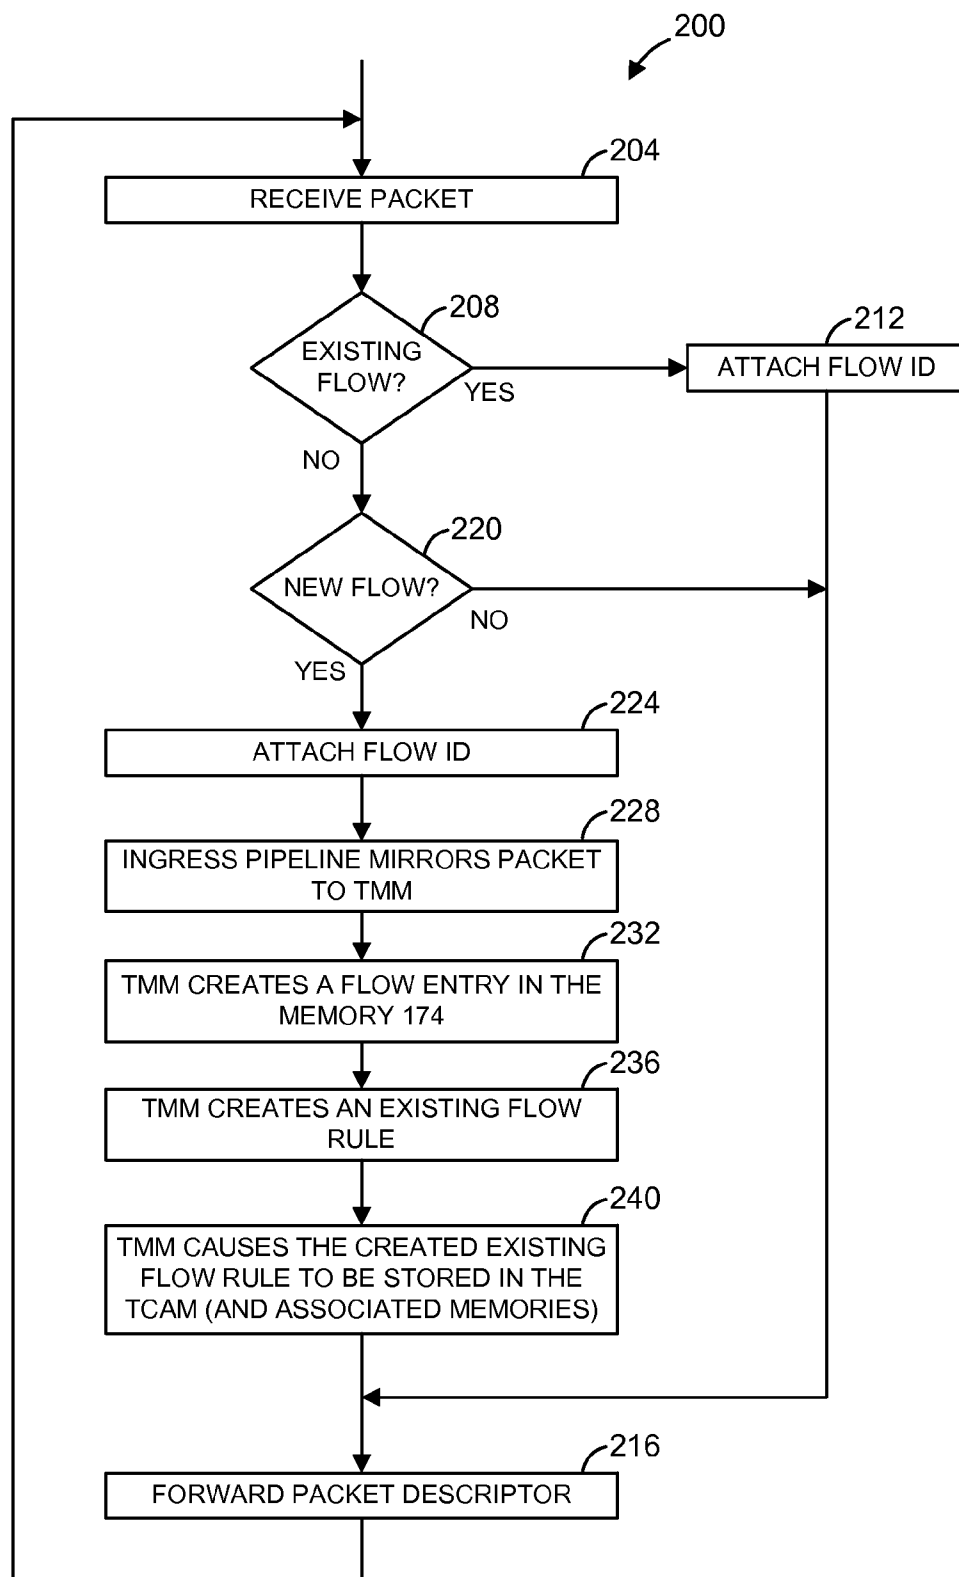 200
204
RECEIVE PACKET
208
EXISTING
FLOW?
YES
NO
212
ATTACH FLOW ID
220
NEW FLOW?
NO
YES
224
ATTACH FLOW ID
228
INGRESS PIPELINE MIRRORS PACKET
TO TMM
232
TMM CREATES A FLOW ENTRY IN THE
MEMORY 174
236
TMM CREATES AN EXISTING FLOW
RULE
240
TMM CAUSES THE CREATED EXISTING
FLOW RULE TO BE STORED IN THE
TCAM (AND ASSOCIATED MEMORIES)
216
FORWARD PACKET DESCRIPTOR